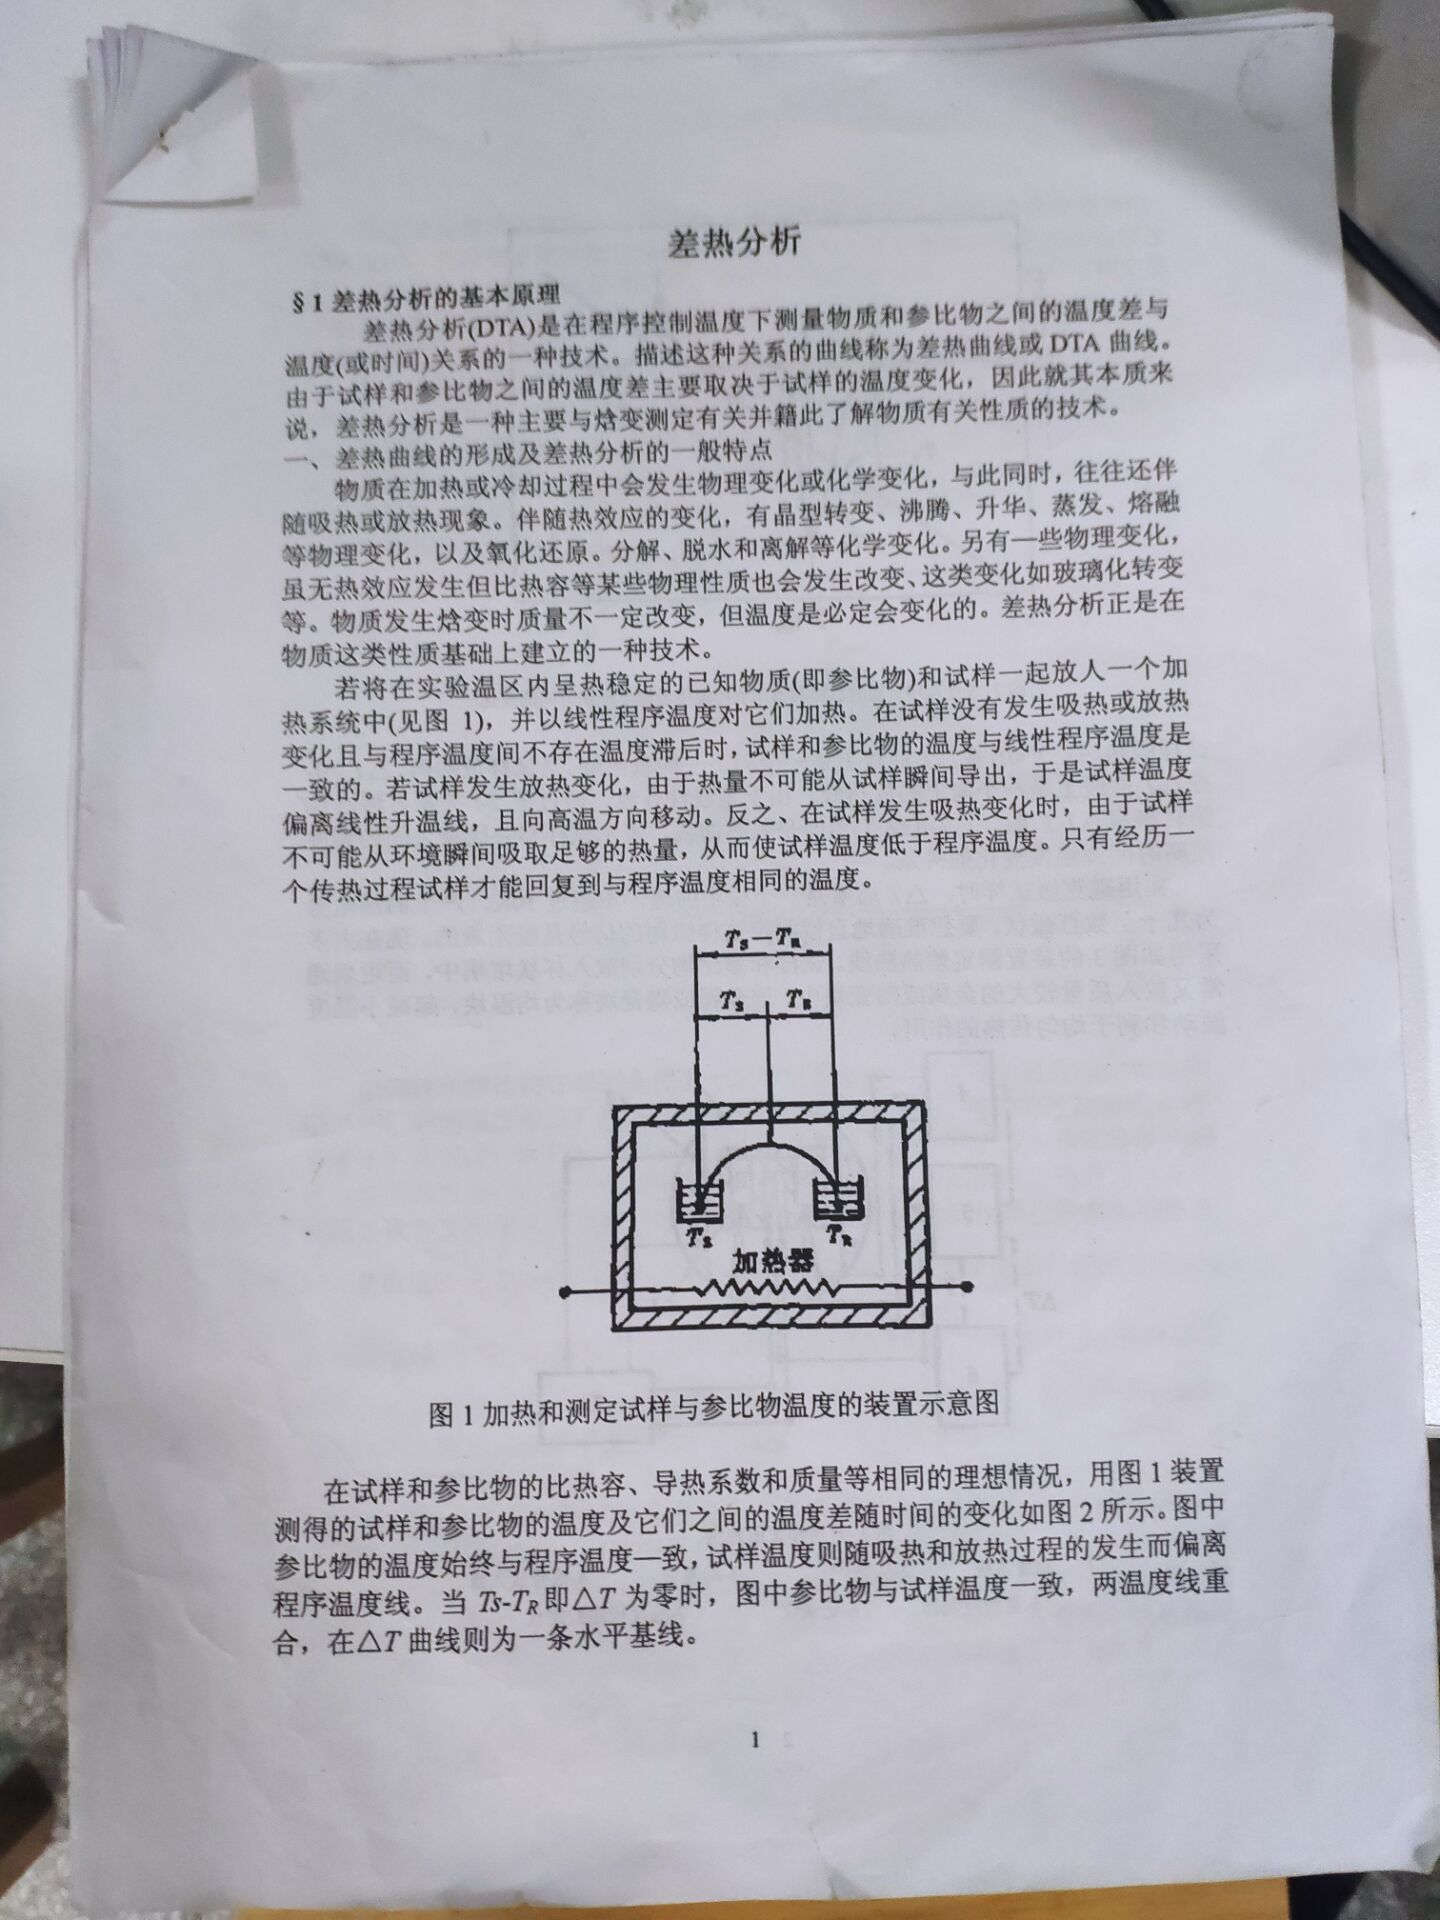 差热分析
§1 差热分析的基本原理
差热分析(DTA)是在程序控制温度下测量物质和参比物之间的温度差与
温度(或时间)关系的一种技术。描述这种关系的曲线称为差热曲线或 DTA 曲线。
由于试样和参比物之间的温度差主要取决于试样的温度变化，因此就其本质来
说，差热分析是一种主要与焓变测定有关并籍此了解物质有关性质的技术。
一、差热曲线的形成及差热分析的一般特点
物质在加热或冷却过程中会发生物理变化或化学变化，与此同时，往往还伴
随吸热或放热现象。伴随热效应的变化，有晶型转变、沸腾、升华、蒸发、熔融
等物理变化，以及氧化还原。分解、脱水和离解等化学变化。另有一些物理变化，
虽无热效应发生但比热容等某些物理性质也会发生改变、这类变化如玻璃化转变
等。物质发生焓变时质量不一定改变，但温度是必定会变化的。差热分析正是在
物质这类性质基础上建立的一种技术。
若将在实验温区内呈热稳定的已知物质(即参比物)和试样一起放人一个加
热系统中(见图 1)，并以线性程序温度对它们加热。在试样没有发生吸热或放热
变化且与程序温度间不存在温度滞后时，试样和参比物的温度与线性程序温度是
一致的。若试样发生放热变化，由于热量不可能从试样瞬间导出，于是试样温度
偏离线性升温线，且向高温方向移动。反之、在试样发生吸热变化时，由于试样
不可能从环境瞬间吸取足够的热量，从而使试样温度低于程序温度。只有经历一
个传热过程试样才能回复到与程序温度相同的温度。
Ts—TR
Ts TR
Ts TR
加热器
图 1 加热和测定试样与参比物温度的装置示意图
在试样和参比物的比热容、导热系数和质量等相同的理想情况，用图 1 装置
测得的试样和参比物的温度及它们之间的温度差随时间的变化如图 2 所示。图中
参比物的温度始终与程序温度一致，试样温度则随吸热和放热过程的发生而偏离
程序温度线。当 Ts-TR 即△T 为零时，图中参比物与试样温度一致，两温度线重
合，在△T 曲线则为一条水平基线。
1